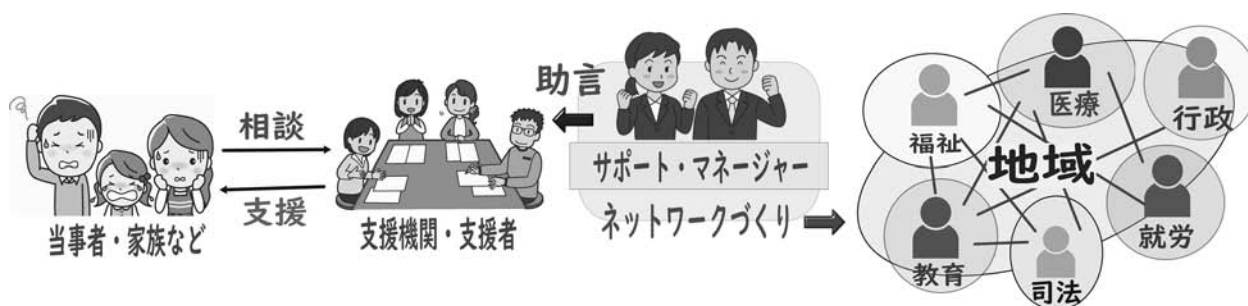 相談
支援
当事者・家族など
支援機関・支援者
助言
サポート・マネージャー
ネットワークづくり
地域
福祉
医療
行政
教育
司法
就労